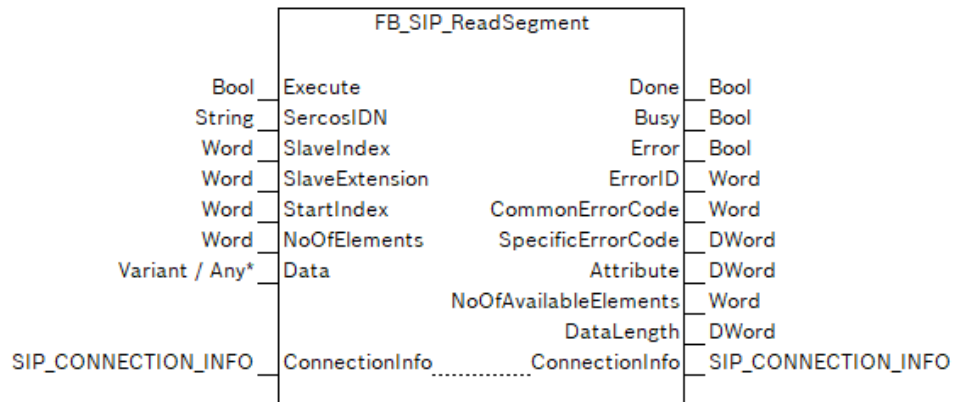 FB_SIP_ReadSegment
Bool Execute Done Bool
String SercosIDN Busy Bool
Word SlaveIndex Error Bool
Word SlaveExtension ErrorID Word
Word StartIndex CommonErrorCode Word
Word NoOfElements SpecificErrorCode DWord
Variant / Any* Data Attribute DWord
NoOfAvailableElements Word
DataLength DWord
SIP_CONNECTION_INFO ConnectionInfo ConnectionInfo SIP_CONNECTION_INFO